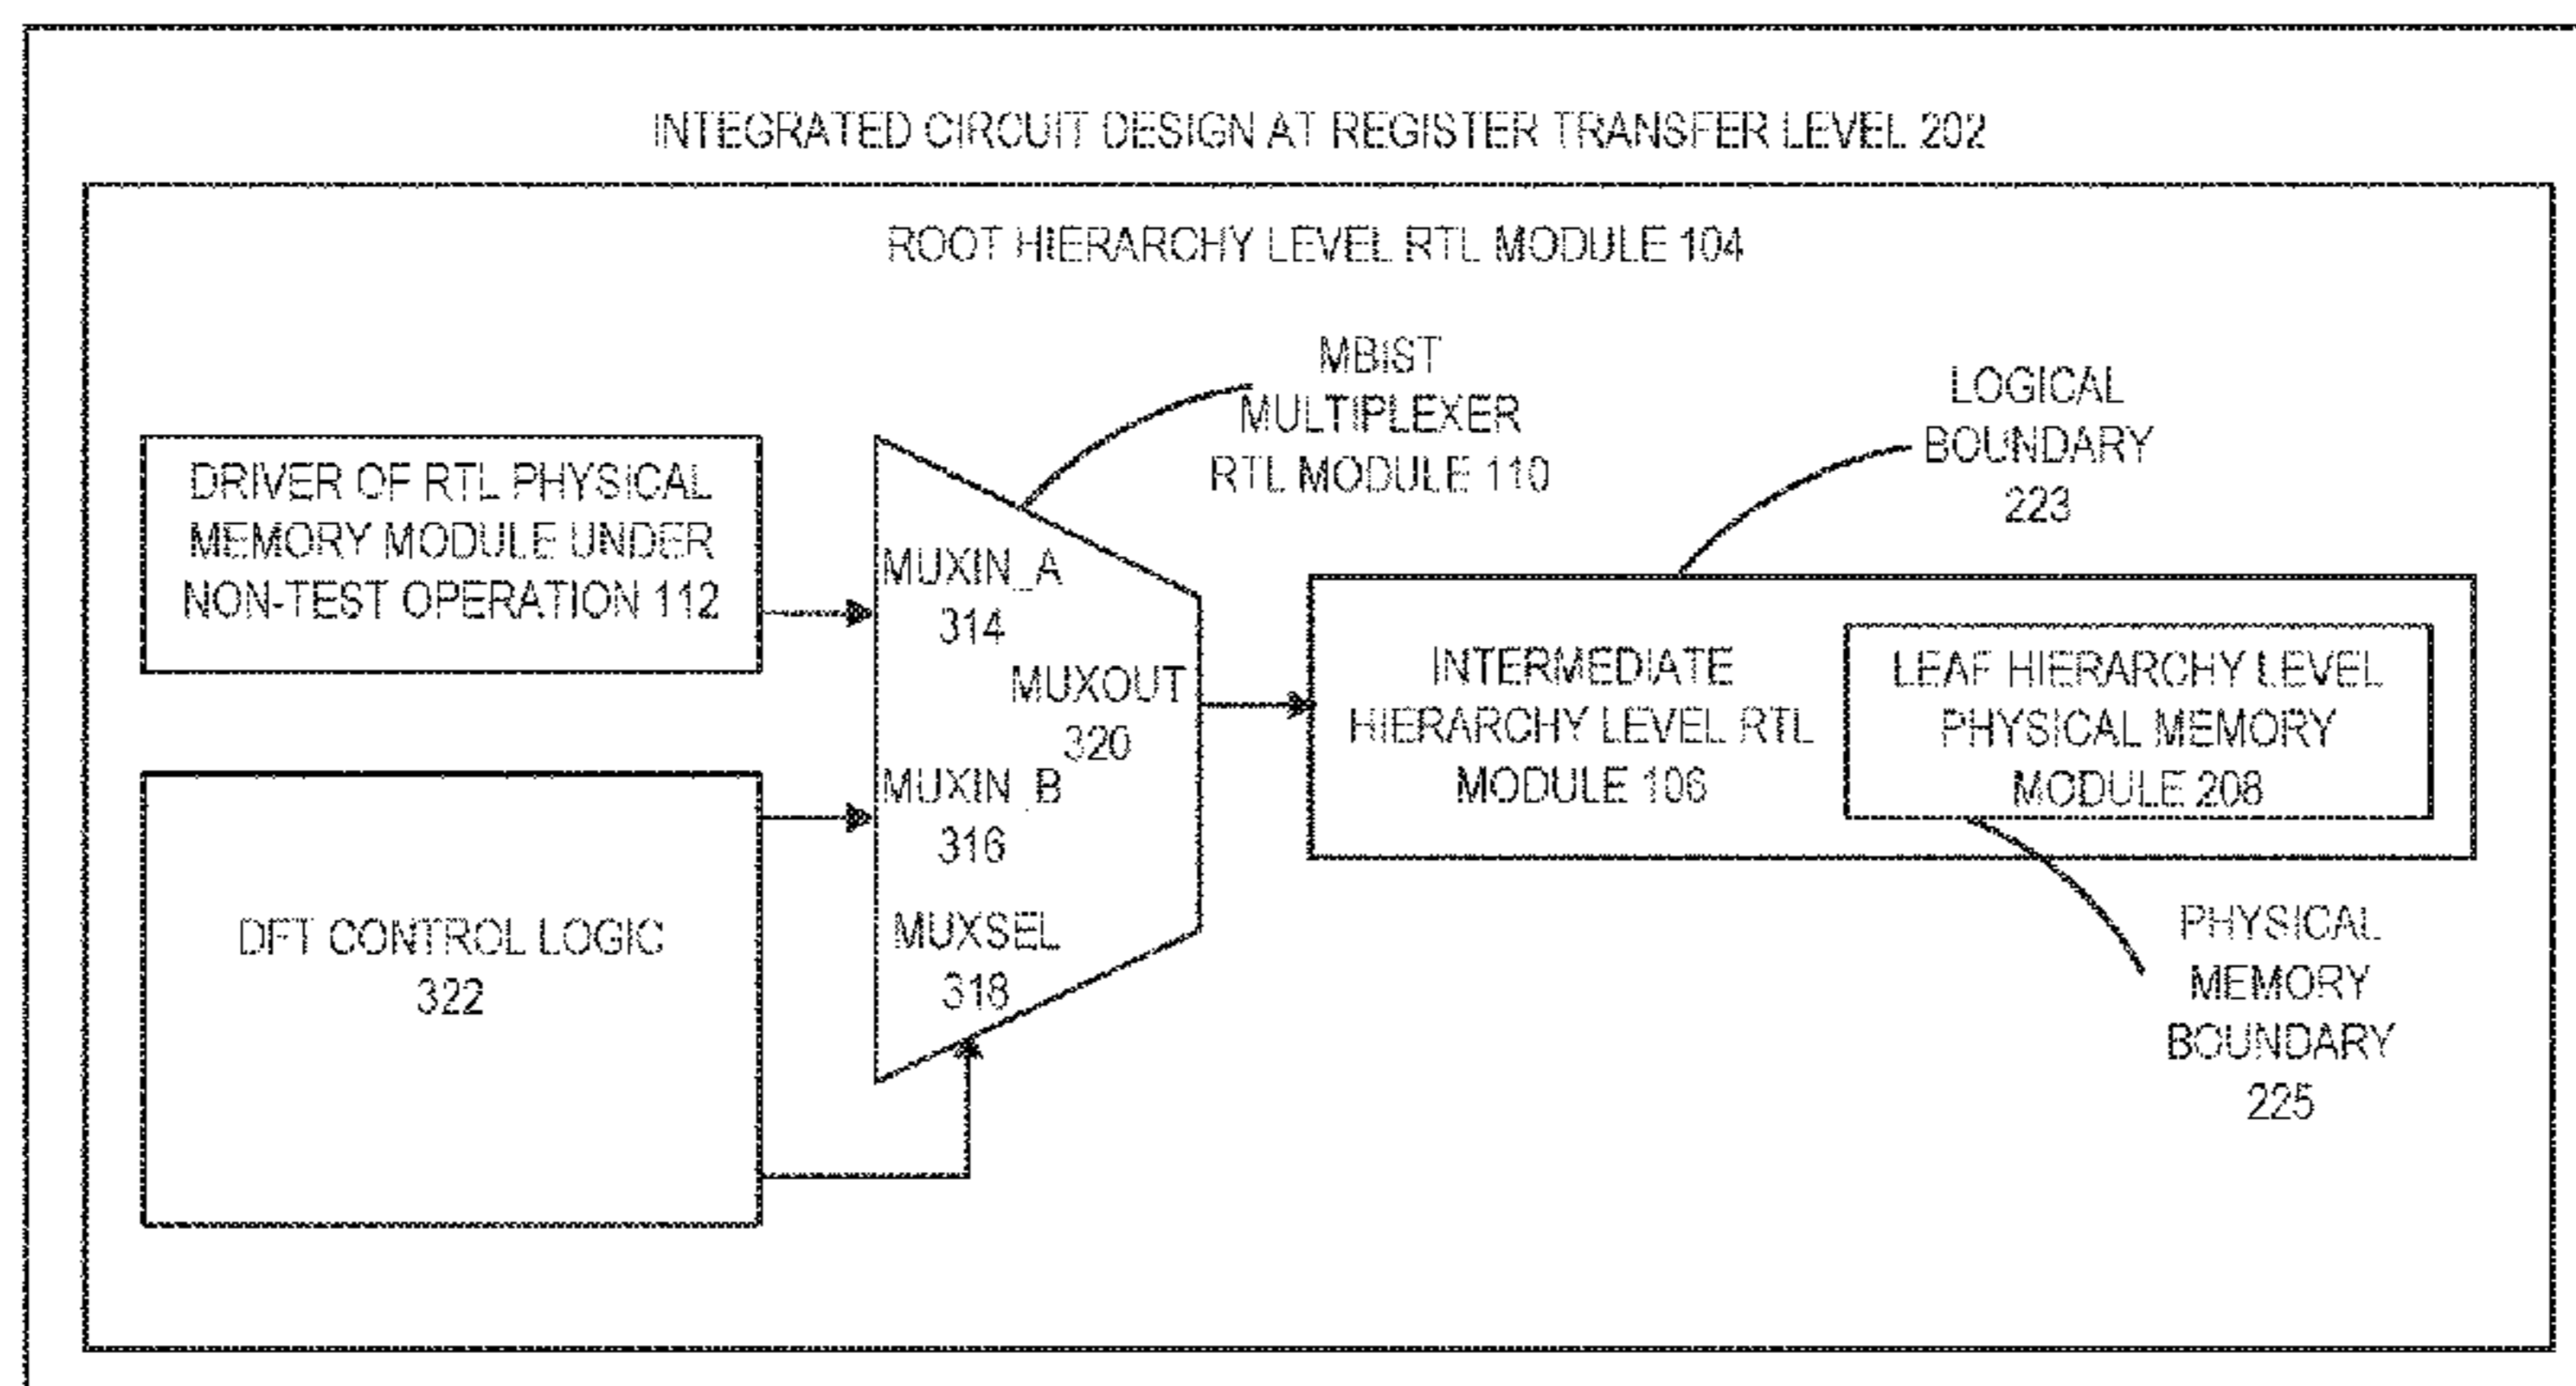 INTEGRATED CIRCUIT DESIGN AT REGISTER TRANSFER LEVEL 202
ROOT HIERARCHY LEVEL RTL MODULE 104
MBIST
MULTIPLEXER
RTL MODULE 110
LOGICAL
BOUNDARY
223
DRIVER OF RTL PHYSICAL
MEMORY MODULE UNDER
NON-TEST OPERATION 112
MUXIN_A
314
MUXOUT
320
MUXIN_B
316
MUXSEL
318
INTERMEDIATE
HIERARCHY LEVEL RTL
MODULE 106
LEAF HIERARCHY LEVEL
PHYSICAL MEMORY
MODULE 208
DFT CONTROL LOGIC
322
PHYSICAL
MEMORY
BOUNDARY
225